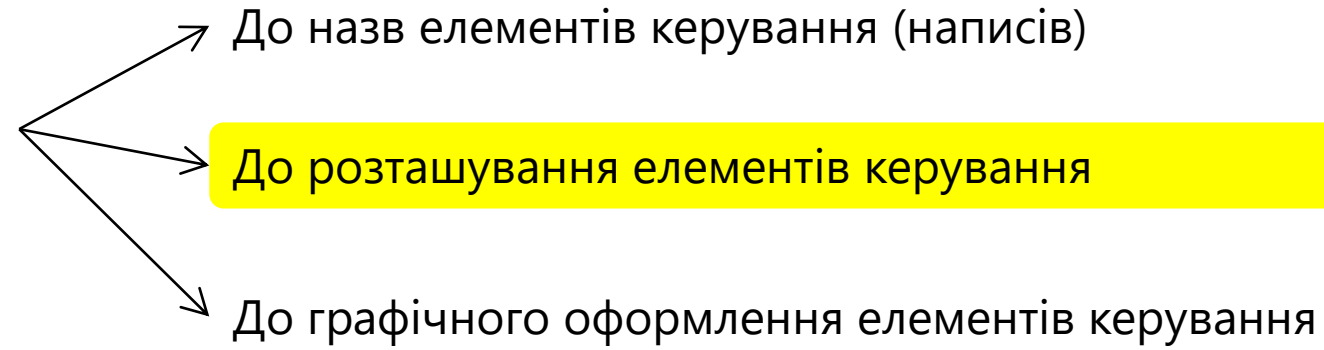 До назв елементів керування (написів)
До розташування елементів керування
До графічного оформлення елементів керування